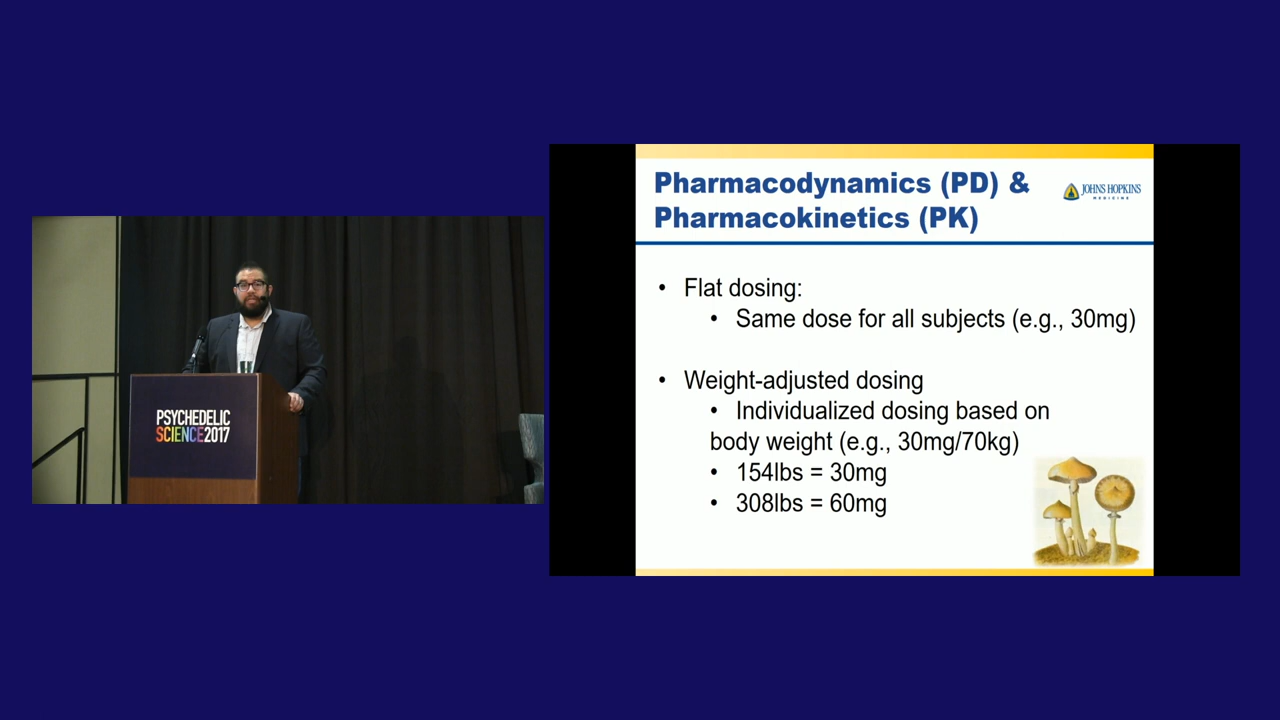 PSYCHEDELIC
SCIENCE2017
Pharmacodynamics (PD) &
Pharmacokinetics (PK)
JOHNS HOPKINS
MEDICINE
• Flat dosing:
• Same dose for all subjects (e.g., 30mg)
• Weight-adjusted dosing
• Individualized dosing based on
body weight (e.g., 30mg/70kg)
• 154lbs = 30mg
• 308lbs = 60mg